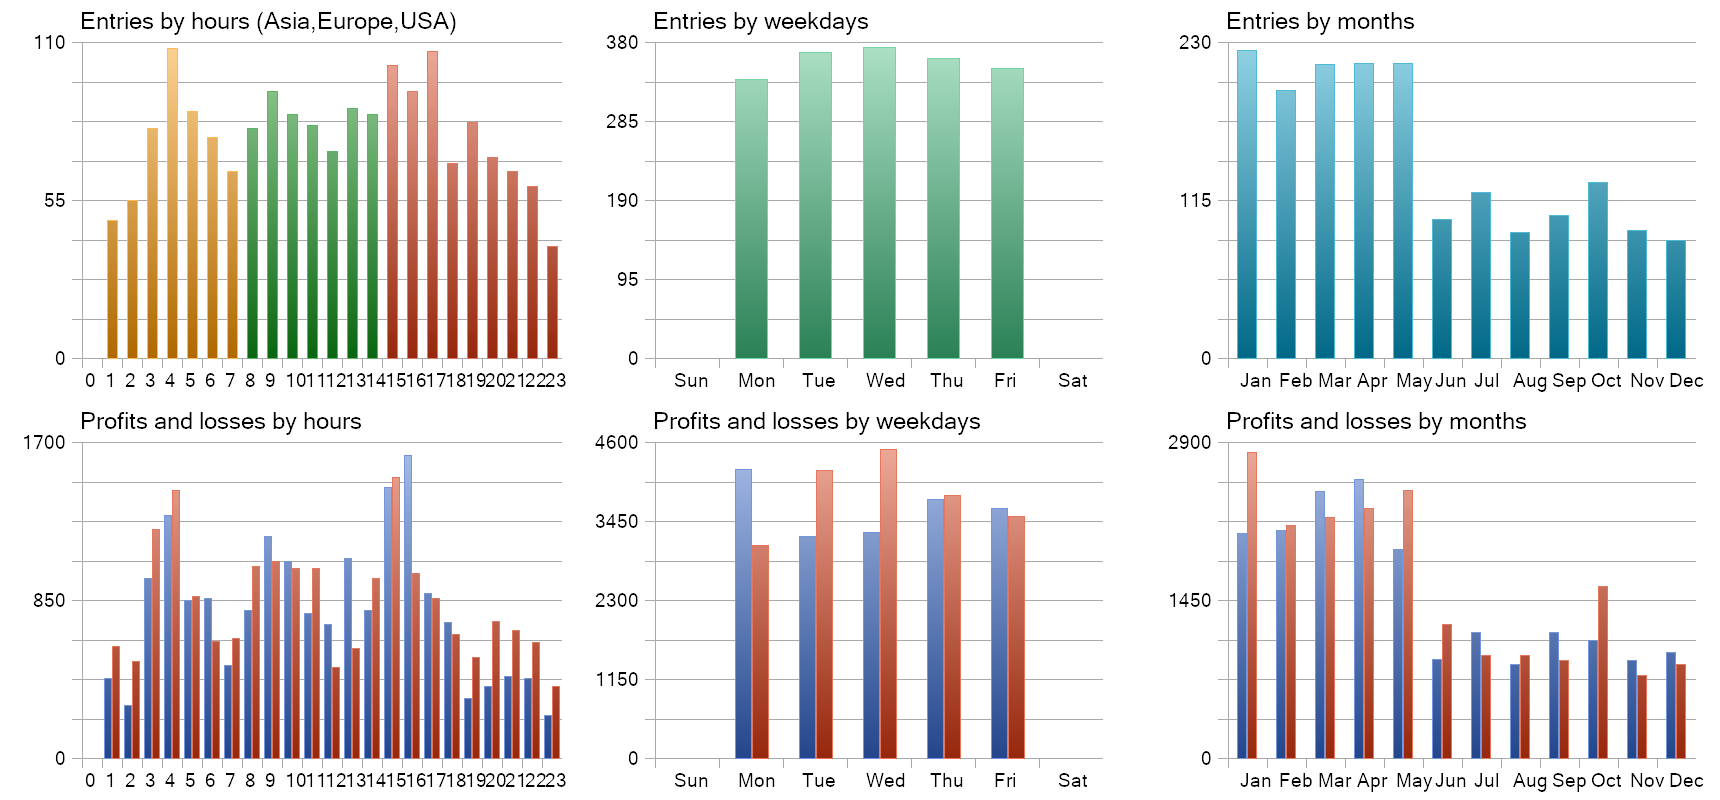 Entries by hours (Asia,Europe,USA)
110
55
0
0 1 2 3 4 5 6 7 8 9 10 11 12 13 14 15 16 17 18 19 20 21 22 23
Entries by weekdays
380
285
190
95
0
Sun Mon Tue Wed Thu Fri Sat
Entries by months
230
115
0
Jan Feb Mar Apr May Jun Jul Aug Sep Oct Nov Dec
Profits and losses by hours
1700
850
0
0 1 2 3 4 5 6 7 8 9 10 11 12 13 14 15 16 17 18 19 20 21 22 23
Profits and losses by weekdays
4600
3450
2300
1150
0
Sun Mon Tue Wed Thu Fri Sat
Profits and losses by months
2900
1450
0
Jan Feb Mar Apr May Jun Jul Aug Sep Oct Nov Dec